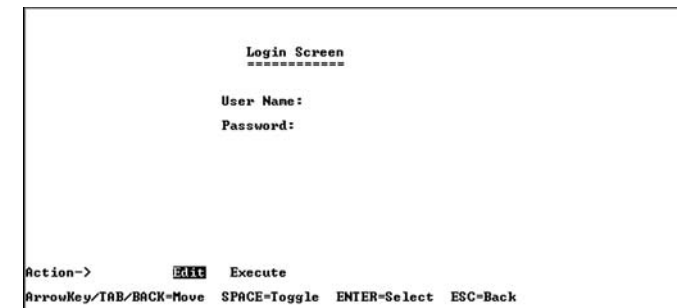 Login Screen
============
User Name:
Password:
Action-> Edit Execute
ArrowKey/TAB/BACK=Move SPACE=Toggle ENTER=Select ESC=Back